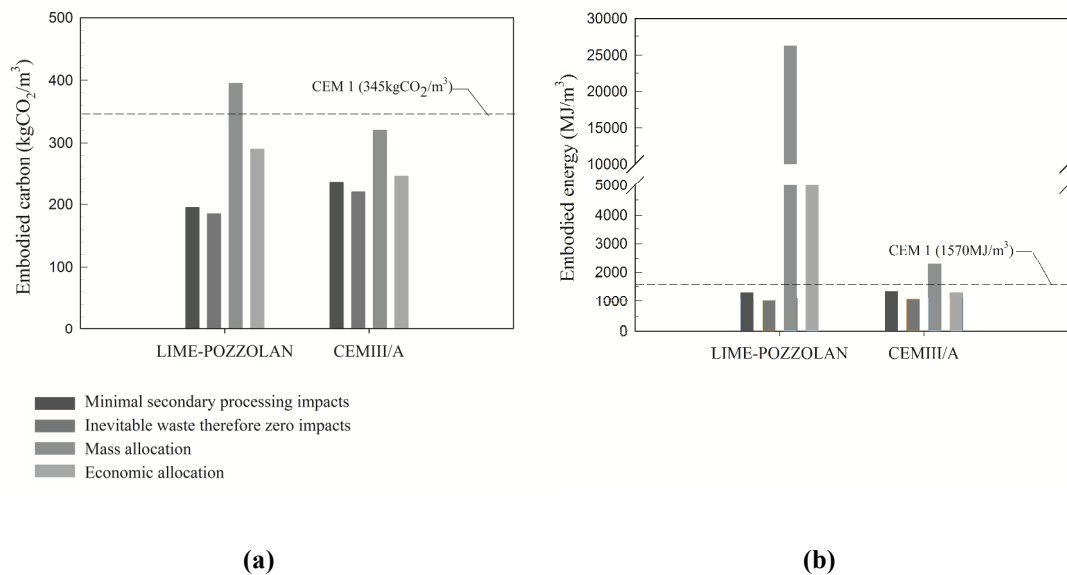 500
400
300
200
100
0
Embodied carbon (kgCO₂/m³)
CEM 1 (345kgCO₂/m³)
LIME-POZZOLAN
CEMIII/A
Minimal secondary processing impacts
Inevitable waste therefore zero impacts
Mass allocation
Economic allocation
(a)
30000
25000
20000
15000
10000
5000
4000
3000
2000
1000
0
Embodied energy (MJ/m³)
CEM 1 (1570MJ/m³)
LIME-POZZOLAN
CEMIII/A
(b)